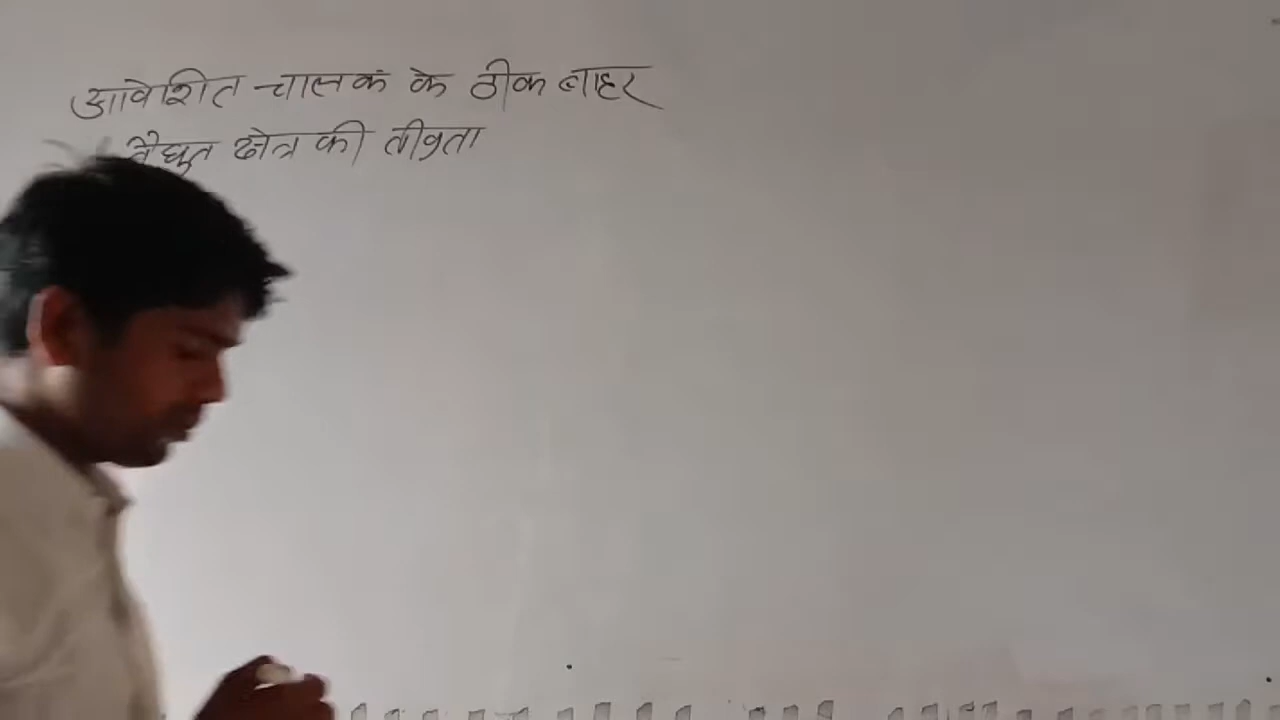 आवेशित चालक के ठीक बाहर
वैद्युत क्षेत्र की तीव्रता